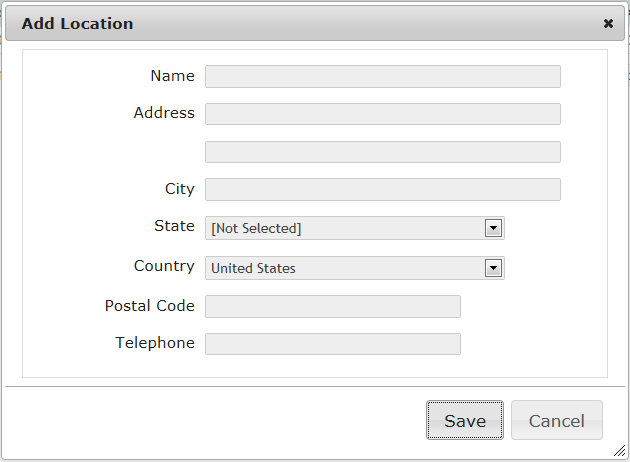 Add Location
Name
Address
City
State [Not Selected]
Country United States
Postal Code
Telephone
Save Cancel